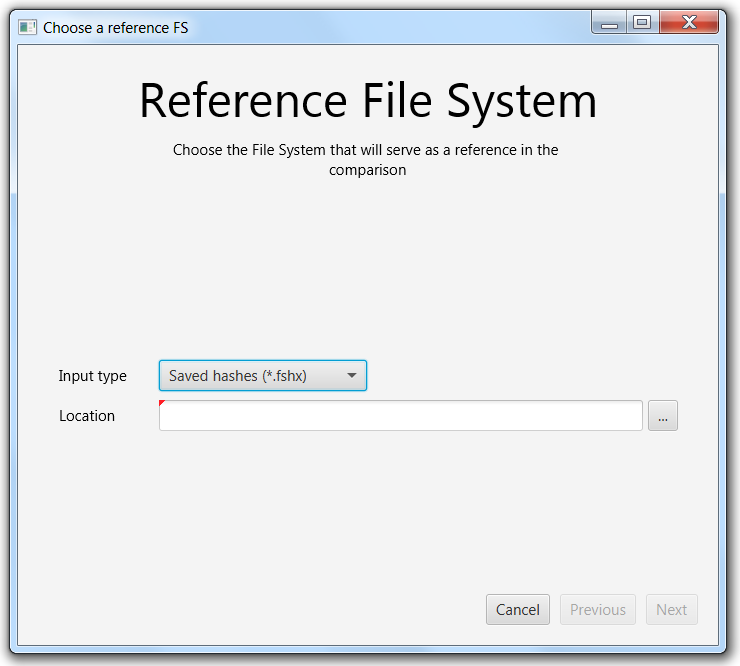 Choose a reference FS
Reference File System
Choose the File System that will serve as a reference in the
comparison
Input type
Saved hashes (*.fshx)
Location
...
Cancel
Previous
Next